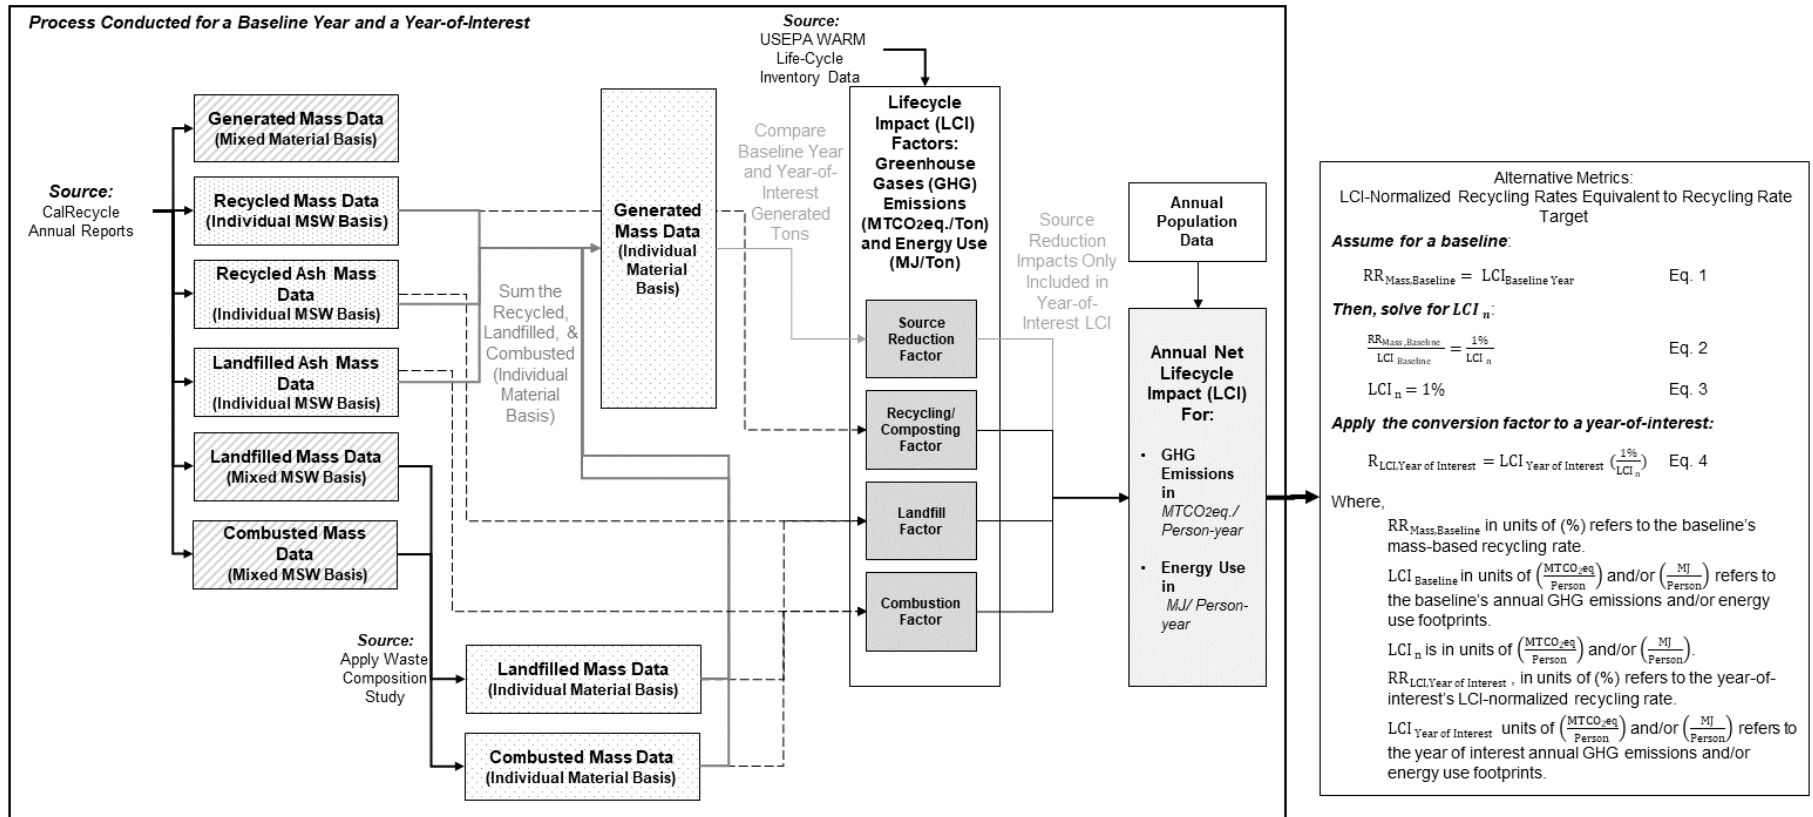 Process Conducted for a Baseline Year and a Year-of-Interest
Source:
USEPA WARM
Life-Cycle
Inventory Data
Source:
CalRecycle
Annual Reports
Generated Mass Data
(Mixed Material Basis)
Recycled Mass Data
(Individual MSW Basis)
Recycled Ash Mass
Data
(Individual MSW Basis)
Landfilled Ash Mass
Data
(Individual MSW Basis)
Landfilled Mass Data
(Mixed MSW Basis)
Combusted Mass
Data
(Mixed MSW Basis)
Source:
Apply Waste
Composition
Study
Landfilled Mass Data
(Individual Material Basis)
Combusted Mass Data
(Individual Material Basis)
Sum the
Recycled,
Landfilled, &
Combusted
(Individual
Material
Basis)
Generated
Mass Data
(Individual
Material
Basis)
Compare
Baseline Year
and Year-of-
Interest
Generated
Tons
Lifecycle
Impact (LCI)
Factors:
Greenhouse
Gases (GHG)
Emissions
(MTCO2eq./Ton)
and Energy Use
(MJ/Ton)
Source
Reduction
Factor
Recycling/
Composting
Factor
Landfill
Factor
Combustion
Factor
Source
Reduction
Impacts Only
Included in
Year-of-
Interest LCI
Annual
Population
Data
Annual Net
Lifecycle
Impact (LCI)
For:
• GHG
Emissions
in
MTCO2eq./
Person-year
• Energy Use
in
MJ/ Person-
year
Alternative Metrics:
LCI-Normalized Recycling Rates Equivalent to Recycling Rate
Target
Assume for a baseline:
RR Mass,Baseline = LCI Baseline Year Eq. 1
Then, solve for LCI n:
RR Mass,Baseline / LCI Baseline = 1% / LCI n Eq. 2
LCI n = 1% Eq. 3
Apply the conversion factor to a year-of-interest:
R LCI,Year of Interest = LCI Year of Interest (1% / LCI n) Eq. 4
Where,
RR Mass,Baseline in units of (%) refers to the baseline's
mass-based recycling rate.
LCI Baseline in units of (MTCO2eq / Person) and/or (MJ / Person) refers to
the baseline's annual GHG emissions and/or energy
use footprints.
LCI n is in units of (MTCO2eq / Person) and/or (MJ / Person).
RR LCI,Year of Interest , in units of (%) refers to the year-of-
interest's LCI-normalized recycling rate.
LCI Year of Interest units of (MTCO2eq / Person) and/or (MJ / Person) refers to
the year of interest annual GHG emissions and/or
energy use footprints.